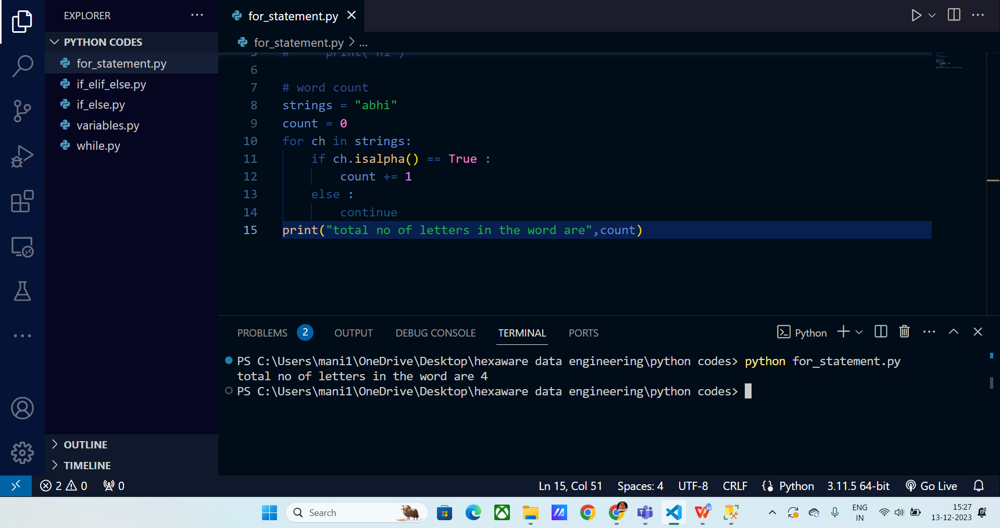 EXPLORER
PYTHON CODES
for_statement.py
if_elif_else.py
if_else.py
variables.py
while.py
OUTLINE
TIMELINE
for_statement.py
for_statement.py > ...
6
7 # word count
8 strings = "abhi"
9 count = 0
10 for ch in strings:
11 if ch.isalpha() == True :
12 count += 1
13 else :
14 continue
15 print("total no of letters in the word are",count)
PROBLEMS 2 OUTPUT DEBUG CONSOLE TERMINAL PORTS
Python
PS C:\Users\mani1\OneDrive\Desktop\hexaware data engineering\python codes> python for_statement.py
total no of letters in the word are 4
PS C:\Users\mani1\OneDrive\Desktop\hexaware data engineering\python codes>
2 0 0 Ln 15, Col 51 Spaces: 4 UTF-8 CRLF Python 3.11.5 64-bit Go Live
Search
ENG
IN
15:27
13-12-2023